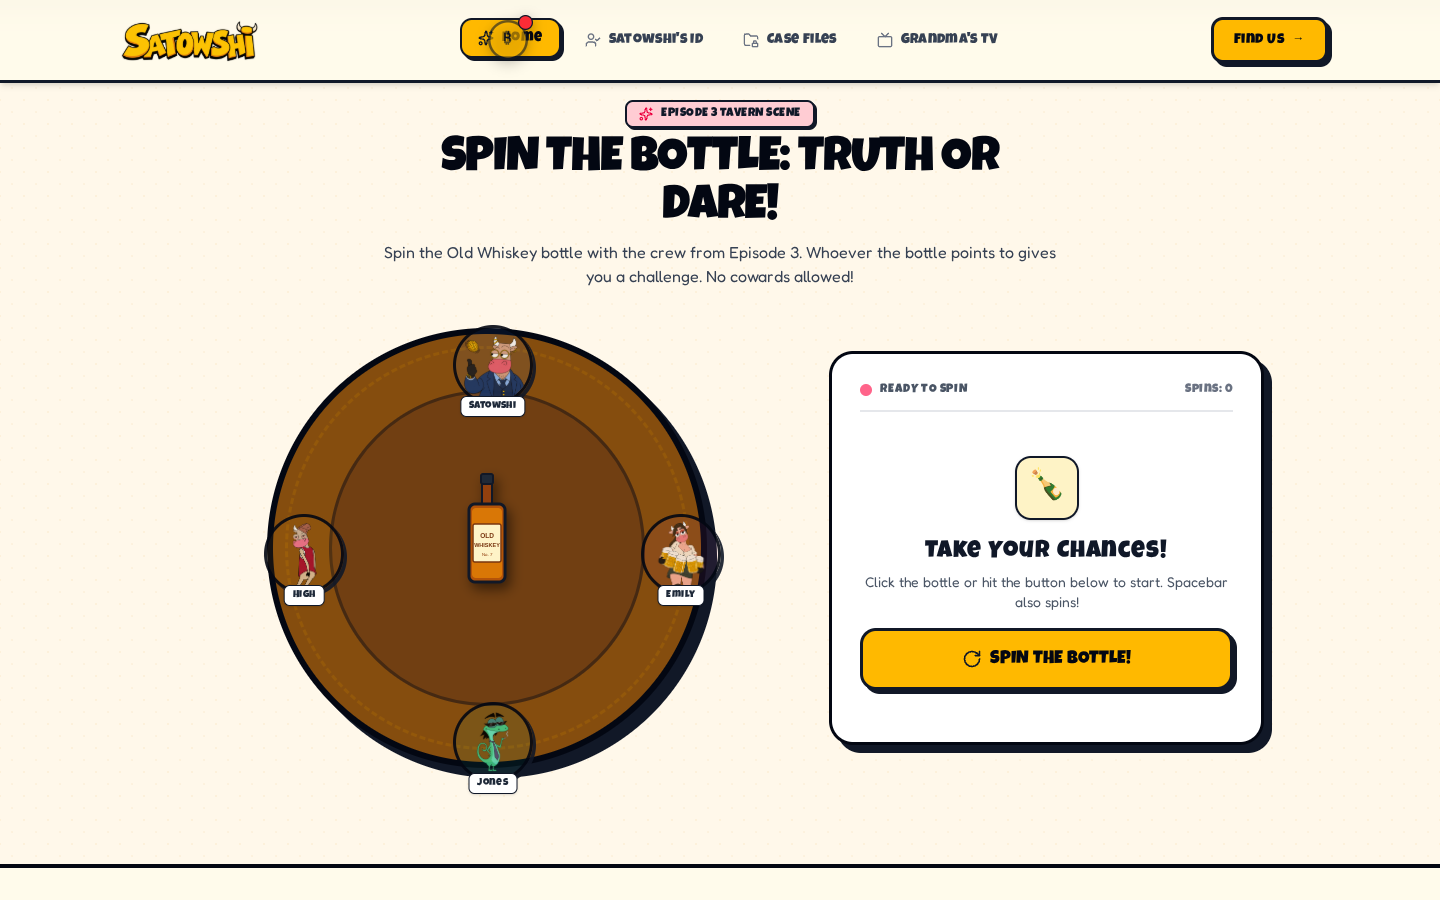 SATOWSHI
Home
SATOWSHI'S ID
CASE FILES
GRANDMA'S TV
FIND US →
EPISODE 3 TAVERN SCENE
SPIN THE BOTTLE: TRUTH OR
DARE!
Spin the Old Whiskey bottle with the crew from Episode 3. Whoever the bottle points to gives
you a challenge. No cowards allowed!
SATOWSHI
OLD
WHISKEY
No. 7
HIGH
EMILY
JONES
READY TO SPIN
SPINS: 0
TAKE YOUR CHANCES!
Click the bottle or hit the button below to start. Spacebar
also spins!
SPIN THE BOTTLE!